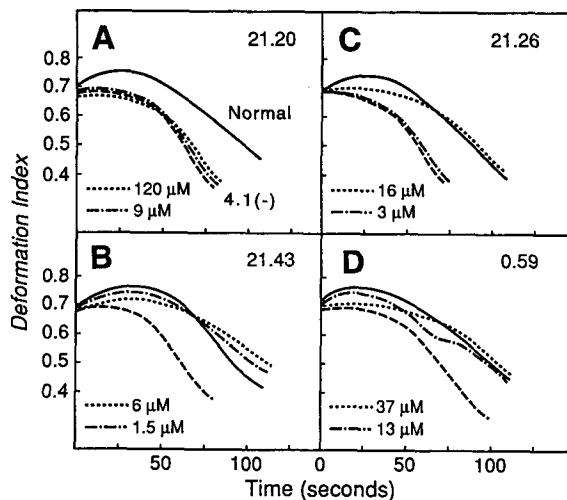 A
21.20
C
21.26
0.8
0.7
0.6
0.5
0.4
Normal
120 µM
9 µM
4.1(-)
16 µM
3 µM
B
21.43
D
0.59
0.8
0.7
0.6
0.5
0.4
6 µM
1.5 µM
37 µM
13 µM
50
100
0
50
100
Deformation Index
Time (seconds)